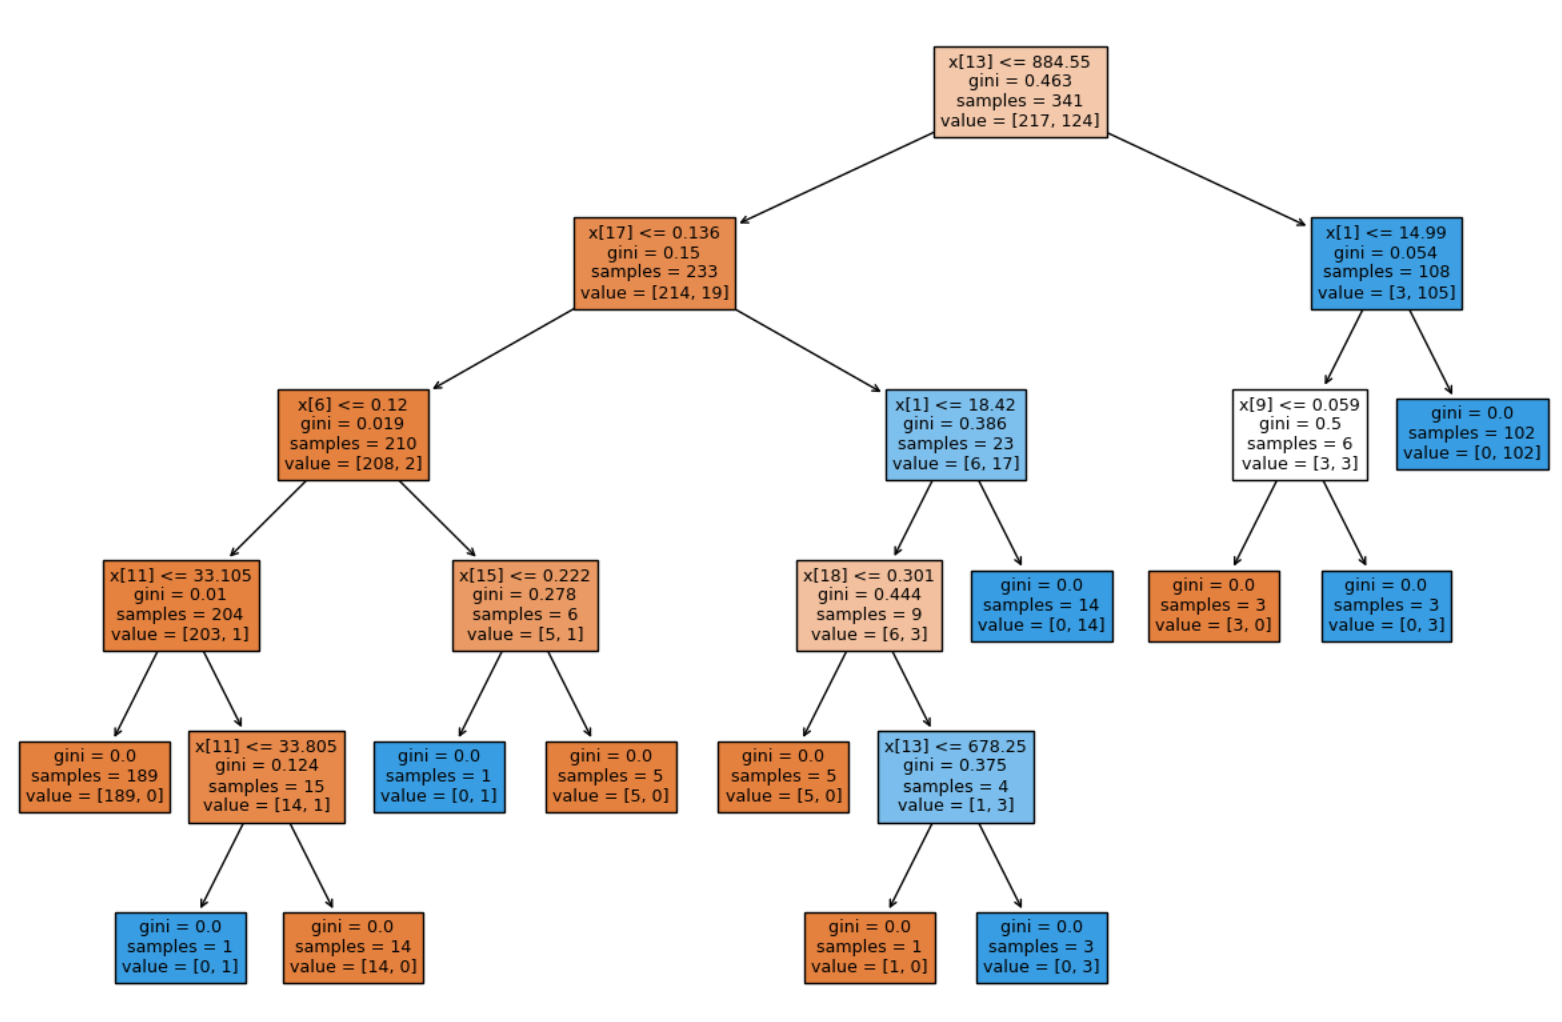 x[13] <= 884.55
gini = 0.463
samples = 341
value = [217, 124]
x[17] <= 0.136
gini = 0.15
samples = 233
value = [214, 19]
x[1] <= 14.99
gini = 0.054
samples = 108
value = [3, 105]
x[6] <= 0.12
gini = 0.019
samples = 210
value = [208, 2]
x[1] <= 18.42
gini = 0.386
samples = 23
value = [6, 17]
x[9] <= 0.059
gini = 0.5
samples = 6
value = [3, 3]
gini = 0.0
samples = 102
value = [0, 102]
x[11] <= 33.105
gini = 0.01
samples = 204
value = [203, 1]
x[15] <= 0.222
gini = 0.278
samples = 6
value = [5, 1]
x[18] <= 0.301
gini = 0.444
samples = 9
value = [6, 3]
gini = 0.0
samples = 14
value = [0, 14]
gini = 0.0
samples = 3
value = [3, 0]
gini = 0.0
samples = 3
value = [0, 3]
gini = 0.0
samples = 189
value = [189, 0]
x[11] <= 33.805
gini = 0.124
samples = 15
value = [14, 1]
gini = 0.0
samples = 1
value = [0, 1]
gini = 0.0
samples = 5
value = [5, 0]
gini = 0.0
samples = 5
value = [5, 0]
x[13] <= 678.25
gini = 0.375
samples = 4
value = [1, 3]
gini = 0.0
samples = 1
value = [0, 1]
gini = 0.0
samples = 14
value = [14, 0]
gini = 0.0
samples = 1
value = [1, 0]
gini = 0.0
samples = 3
value = [0, 3]